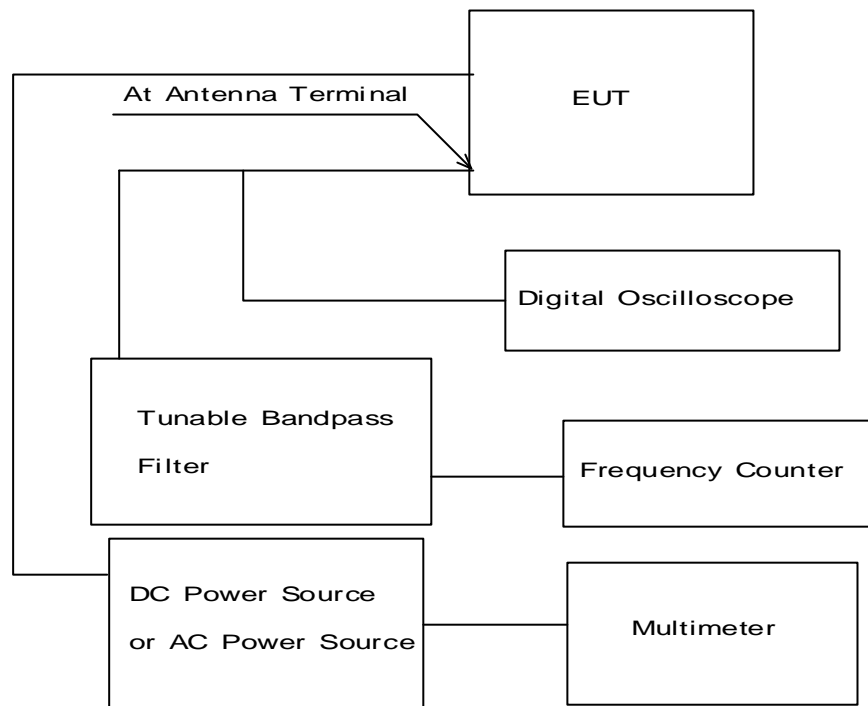 At Antenna Terminal
EUT
Digital Oscilloscope
Tunable Bandpass
Filter
Frequency Counter
DC Power Source
or AC Power Source
Multimeter